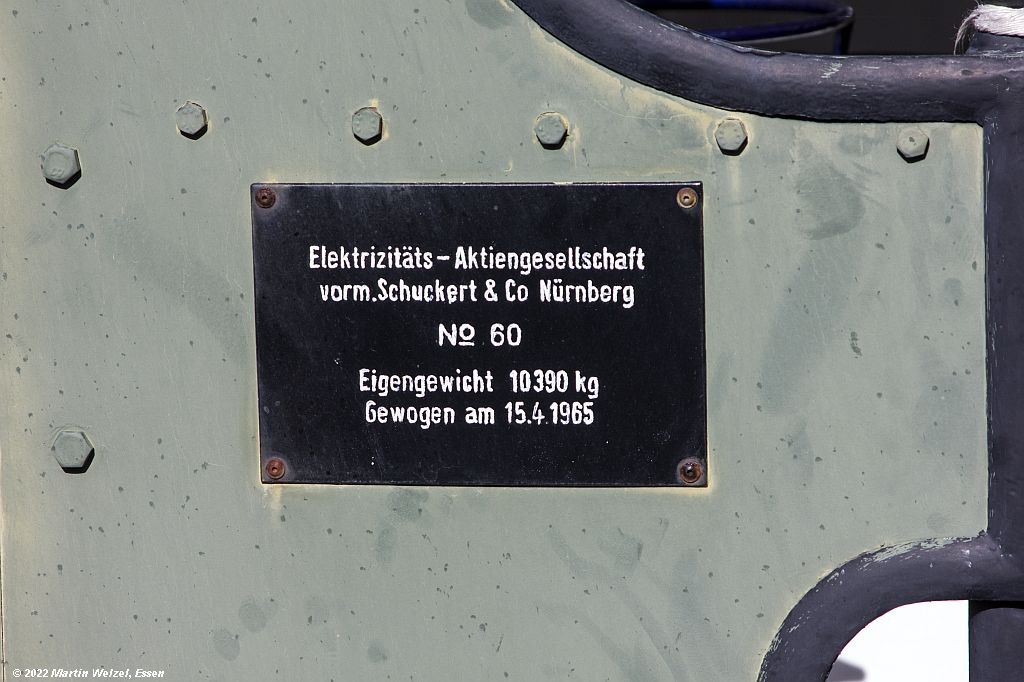 Elektrizitäts-Aktiengesellschaft
vorm. Schuckert & Co Nürnberg
No 60
Eigengewicht 10390 kg
Gewogen am 15.4.1965
© 2022 Martin Welzel, Essen